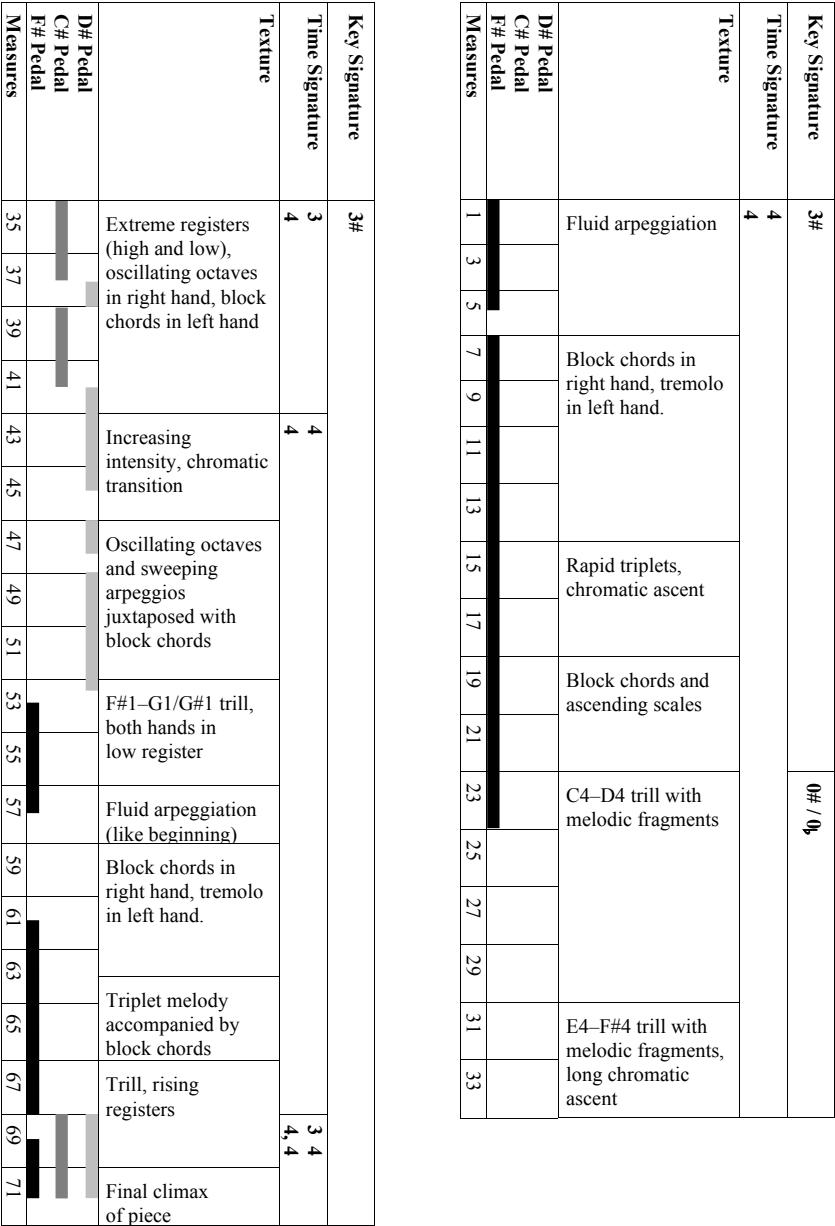 Key Signature
3#
0# / 0♭
Time Signature
4
4
Texture
Fluid arpeggiation
Block chords in
right hand, tremolo
in left hand.
Rapid triplets,
chromatic ascent
Block chords and
ascending scales
C4–D4 trill with
melodic fragments
E4–F#4 trill with
melodic fragments,
long chromatic
ascent
D# Pedal
C# Pedal
F# Pedal
Measures 1 3 5 7 9 11 13 15 17 19 21 23 25 27 29 31 33
Key Signature
3#
Time Signature
3
4
4
4
3 4
4, 4
Texture
Extreme registers
(high and low),
oscillating octaves
in right hand, block
chords in left hand
Increasing
intensity, chromatic
transition
Oscillating octaves
and sweeping
arpeggios
juxtaposed with
block chords
F#1–G1/G#1 trill,
both hands in
low register
Fluid arpeggiation
(like beginning)
Block chords in
right hand, tremolo
in left hand.
Triplet melody
accompanied by
block chords
Trill, rising
registers
Final climax
of piece
D# Pedal
C# Pedal
F# Pedal
Measures 35 37 39 41 43 45 47 49 51 53 55 57 59 61 63 65 67 69 71